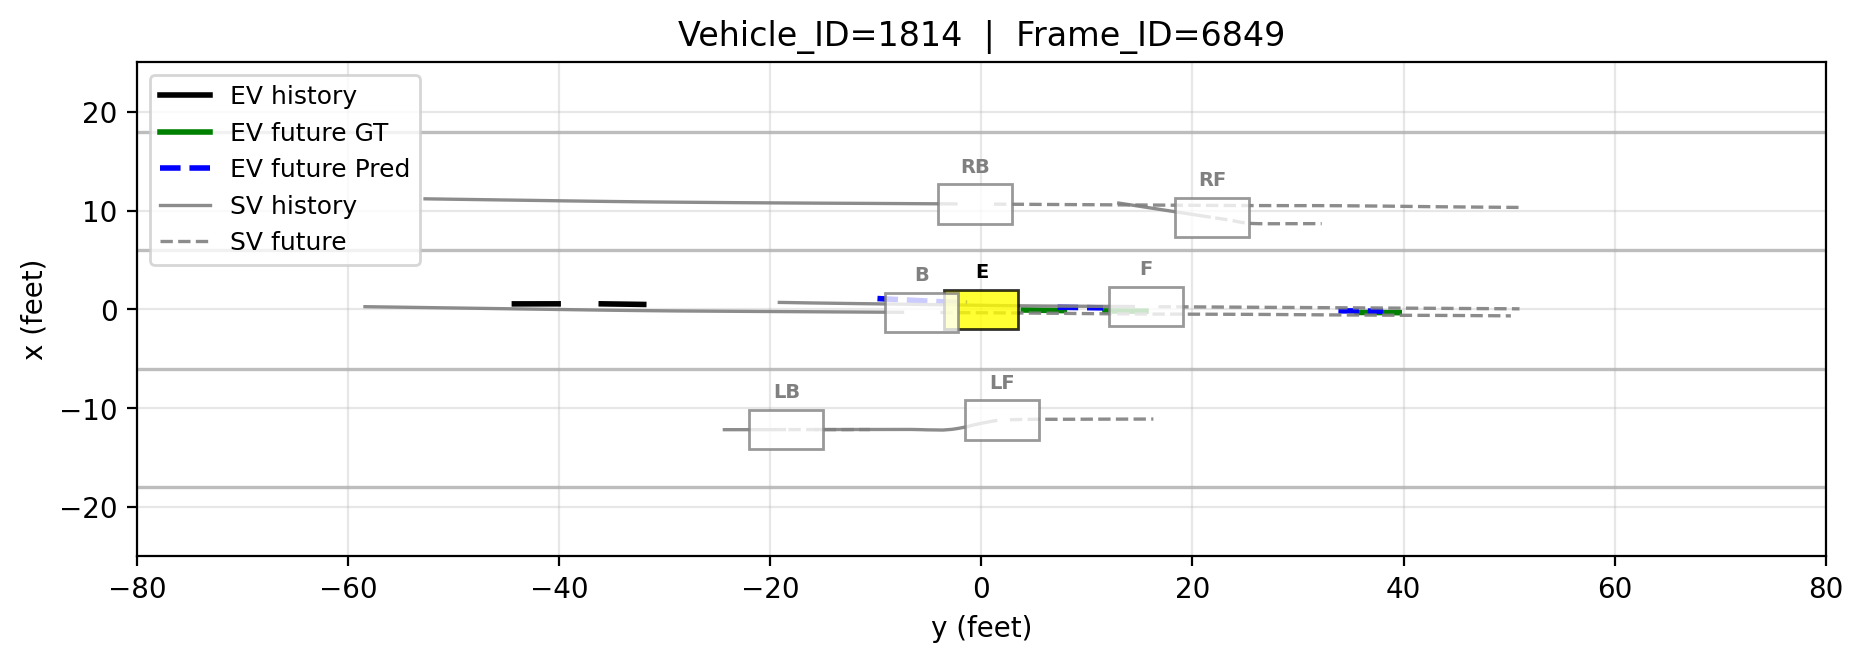 Vehicle_ID=1814 | Frame_ID=6849
EV history
EV future GT
EV future Pred
SV history
SV future
RB
RF
B
E
F
LB
LF
20
10
0
−10
−20
x (feet)
−80
−60
−40
−20
0
20
40
60
80
y (feet)